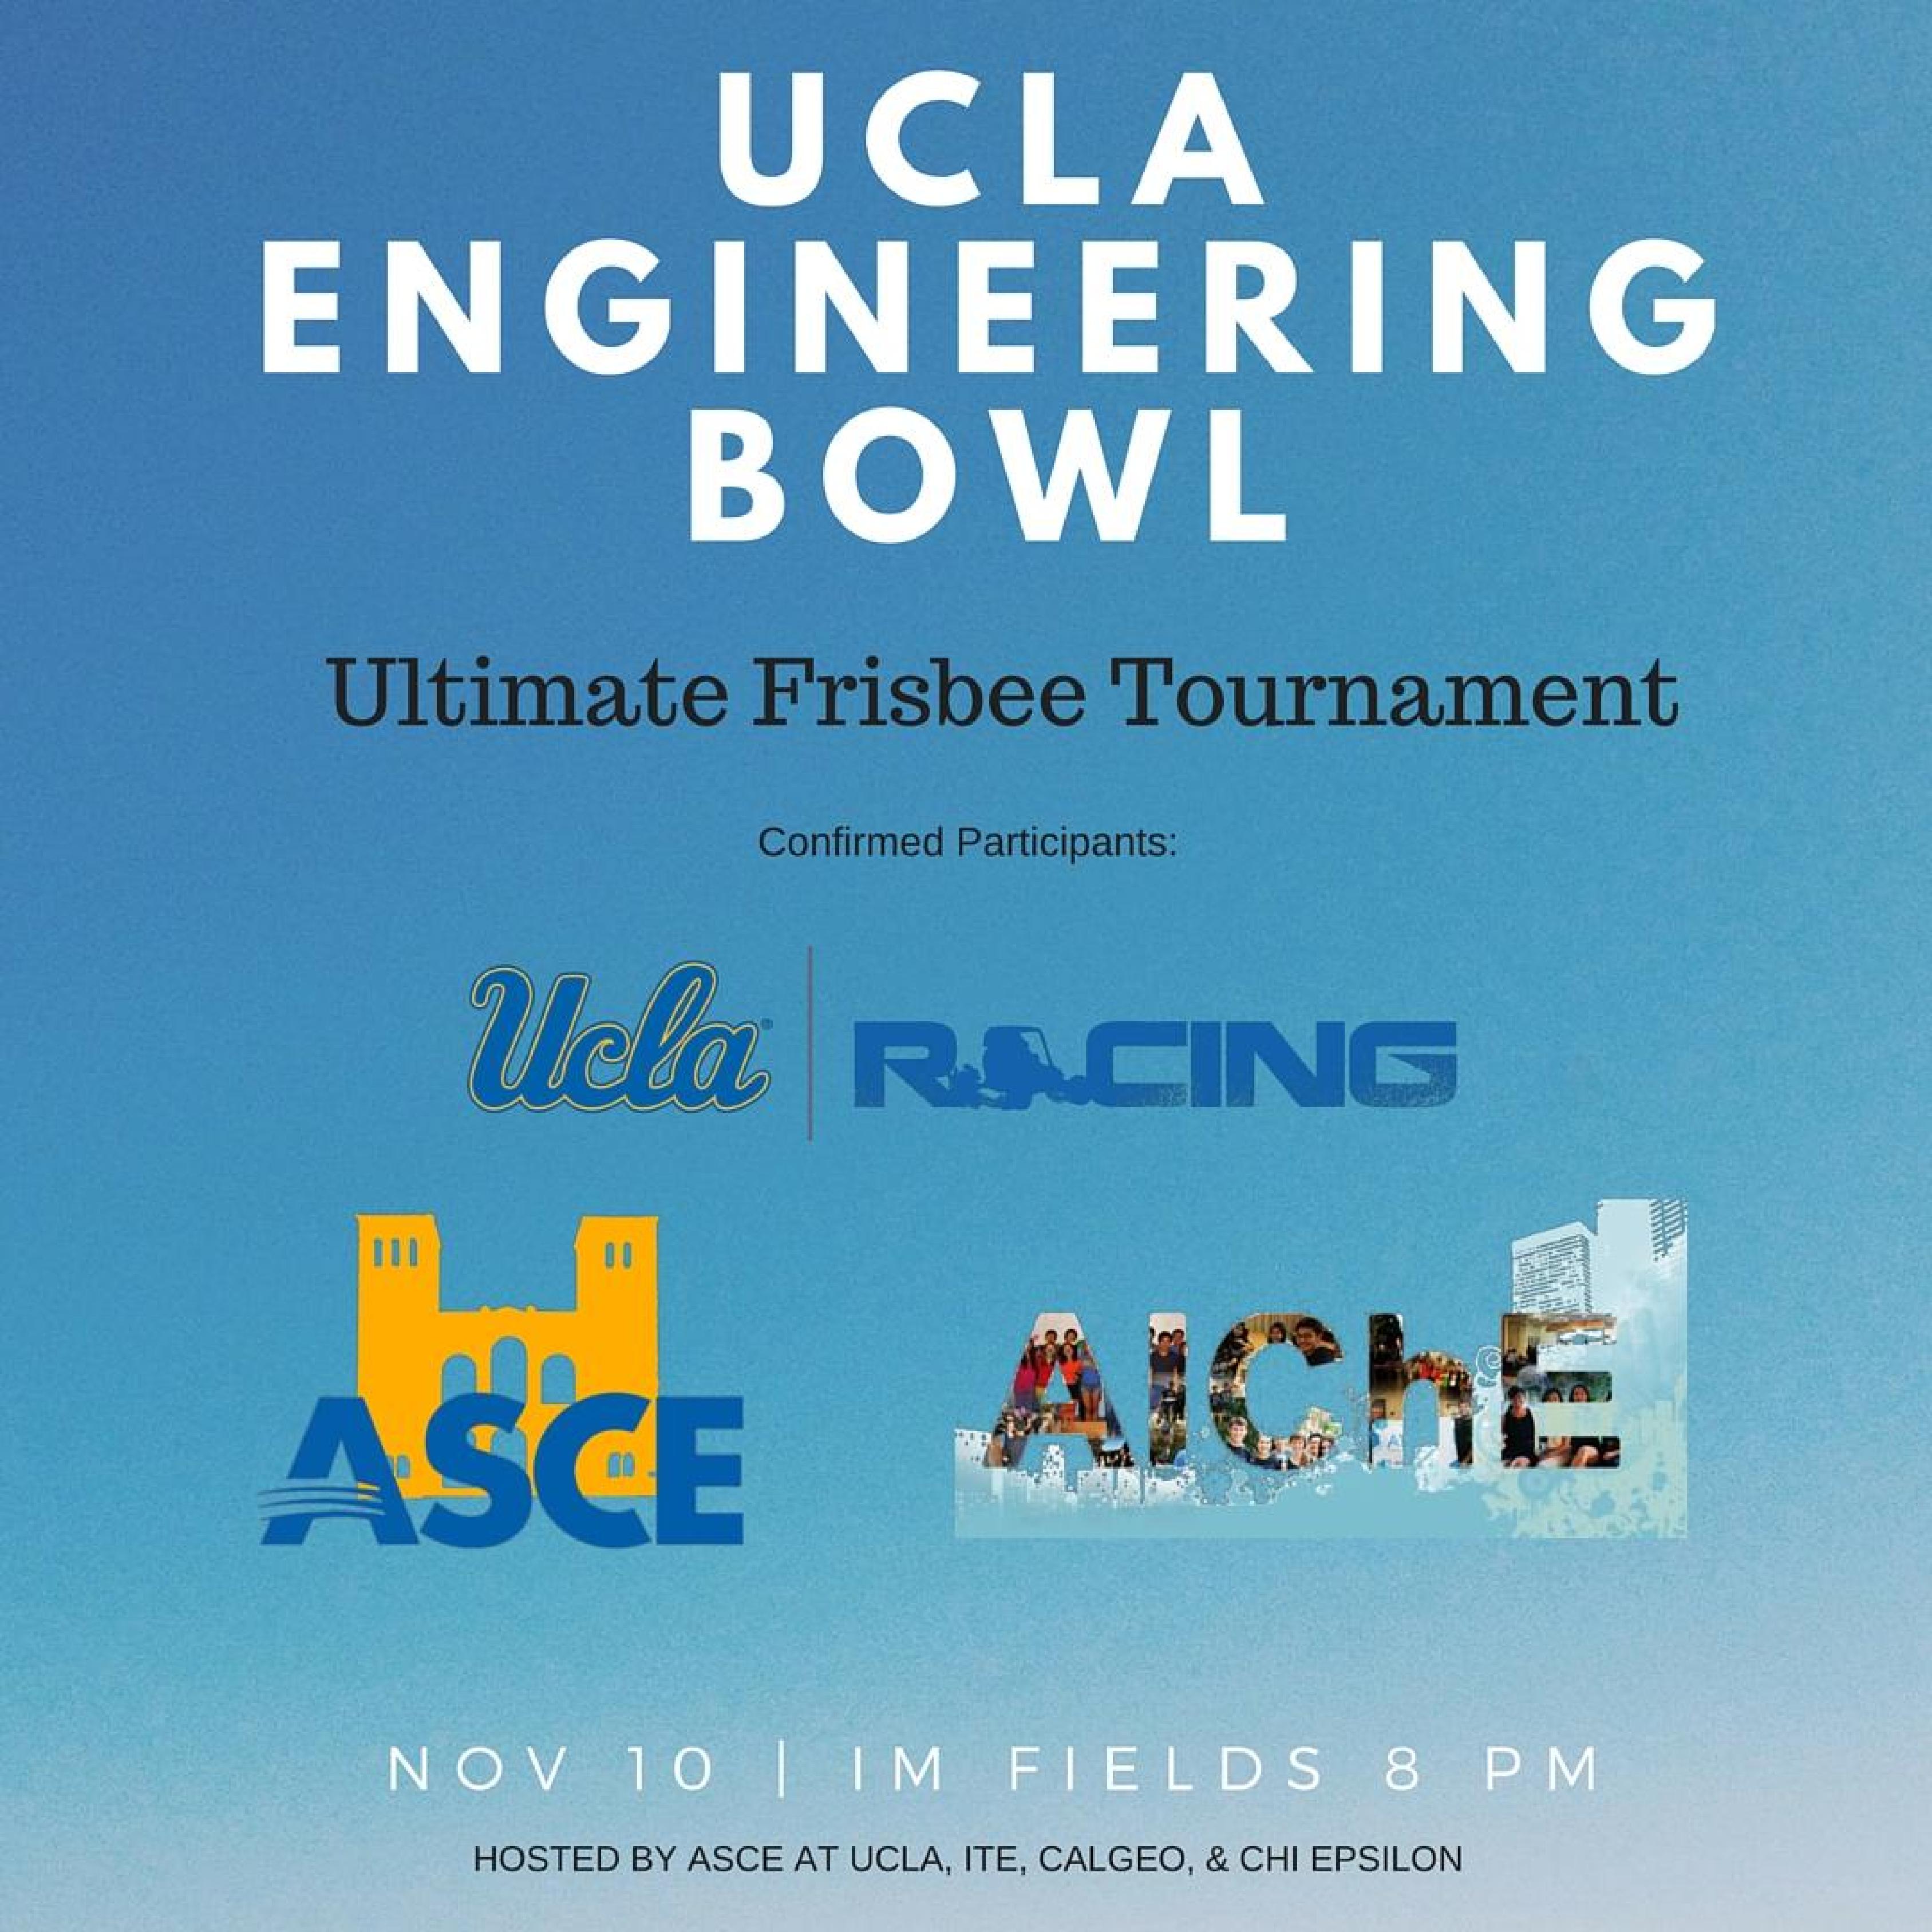 UCLA
ENGINEERING
BOWL
Ultimate Frisbee Tournament
Confirmed Participants:
Ucla RACING
ASCE
AIChE
NOV 10 | IM FIELDS 8 PM
HOSTED BY ASCE AT UCLA, ITE, CALGEO, & CHI EPSILON